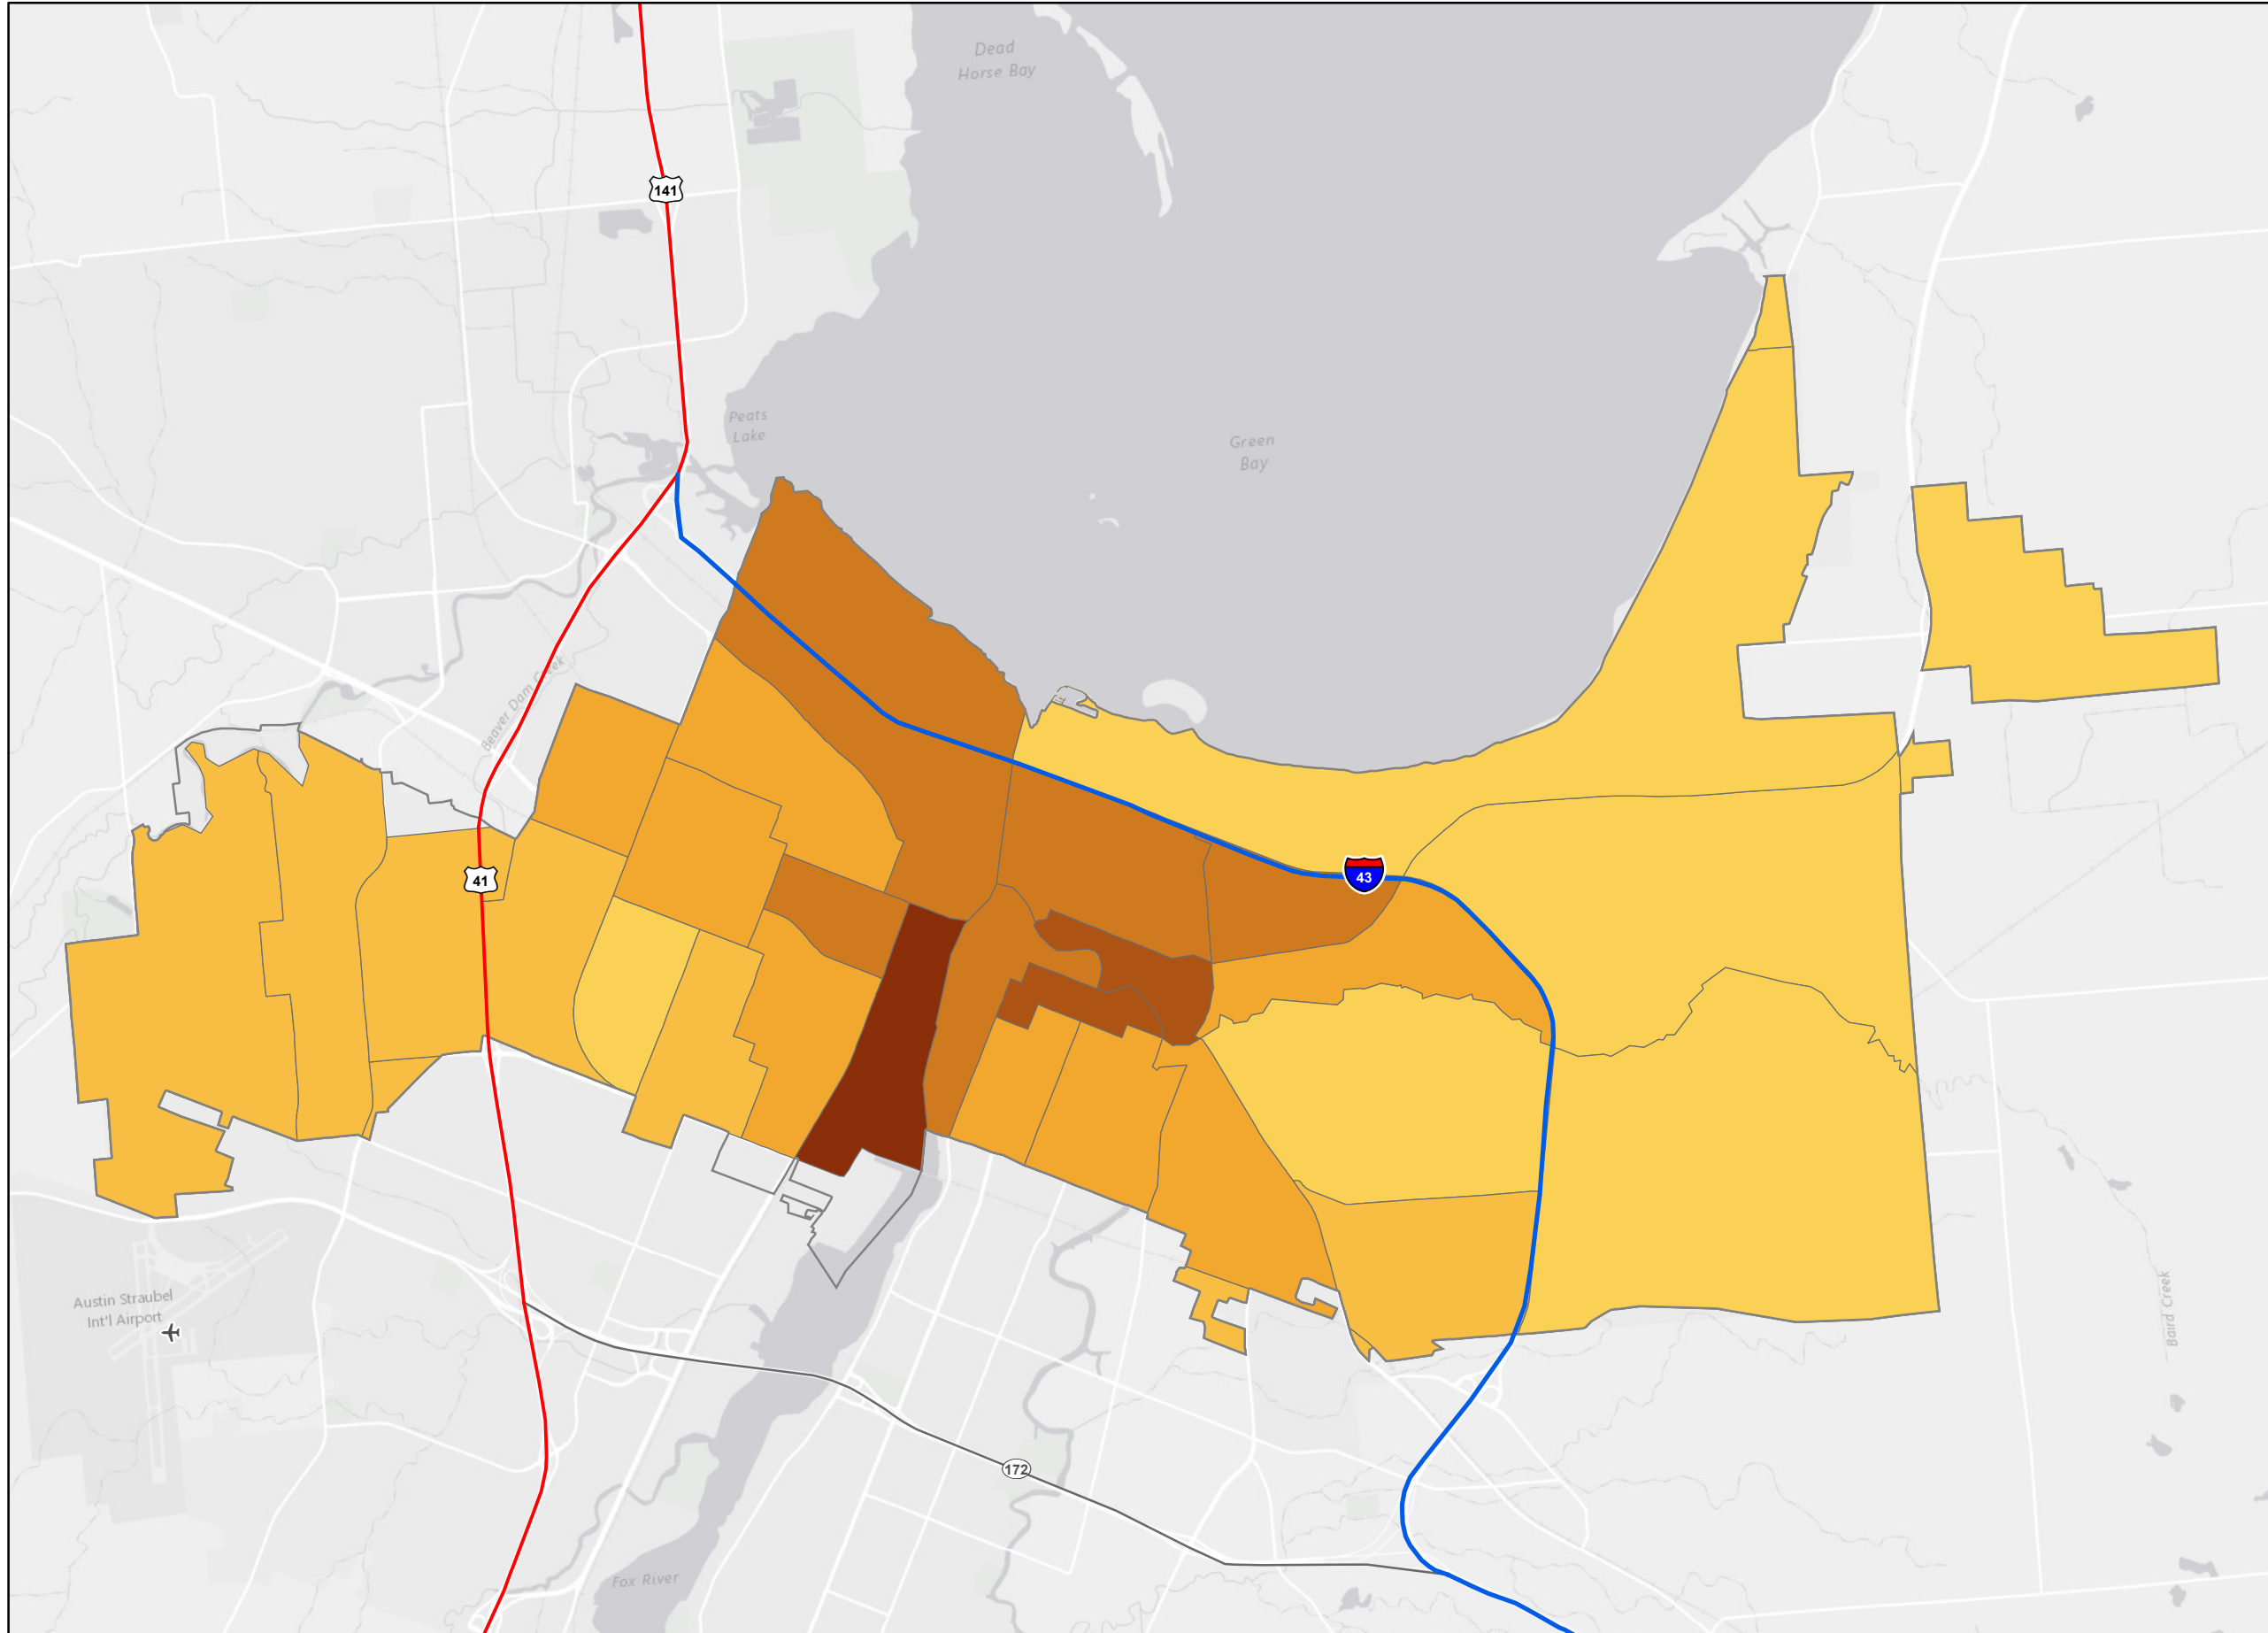 Dead
Horse Bay
141
Peats
Lake
Green
Bay
Beaver Dam Creek
41
43
Austin Straubel
Int'l Airport
Baird Creek
172
Fox River